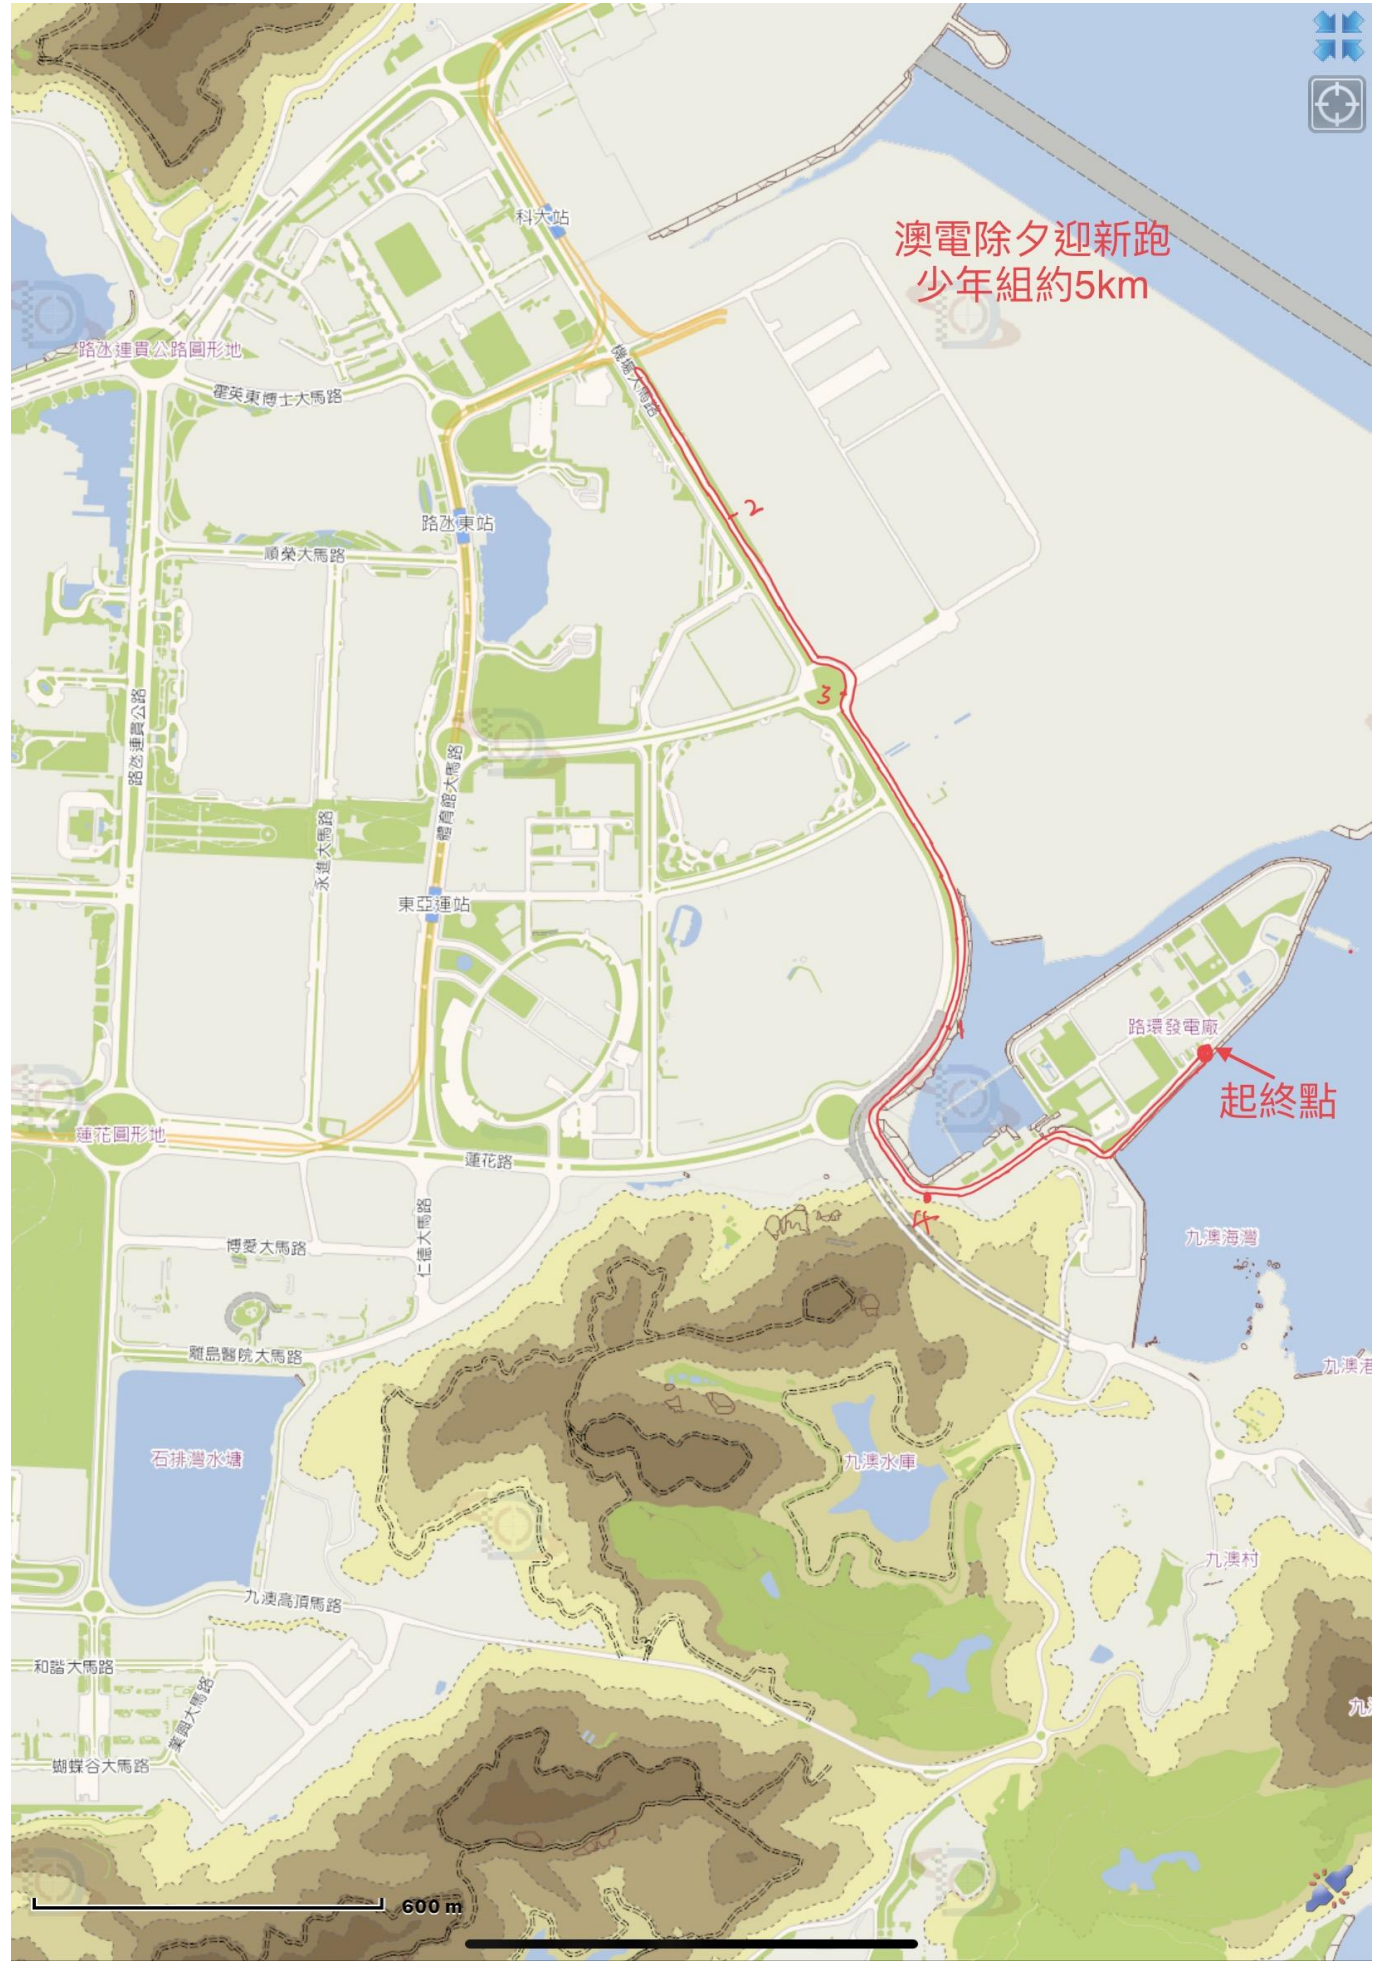 科大站
澳電除夕迎新跑
少年組約5km
路氹連貫公路圓形地
機場大馬路
霍英東博士大馬路
2
路氹東站
順榮大馬路
3
路氹連貫公路
體育館大馬路
永進大馬路
東亞運站
1
路環發電廠
起終點
蓮花圓形地
蓮花路
4
仁德大馬路
九澳海灣
博愛大馬路
離島醫院大馬路
九澳港
石排灣水塘
九澳水庫
九澳村
九澳高頂馬路
和諧大馬路
業興大馬路
蝴蝶谷大馬路
600 m